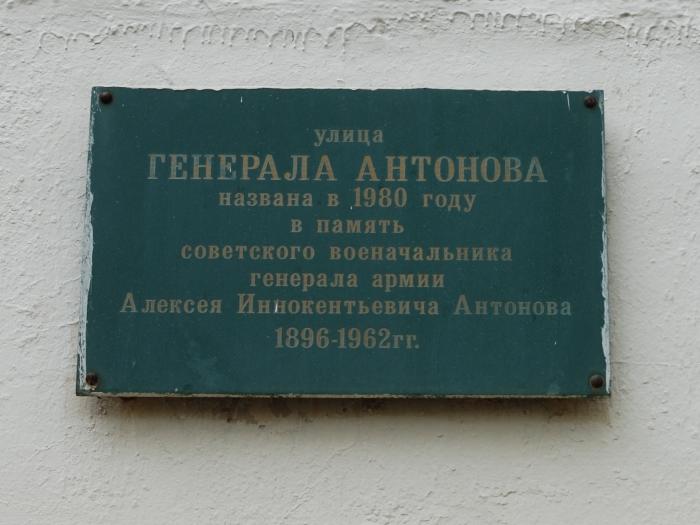 улица
ГЕНЕРАЛА АНТОНОВА
названа в 1980 году
в память
советского военачальника
генерала армии
Алексея Иннокентьевича Антонова
1896-1962гг.